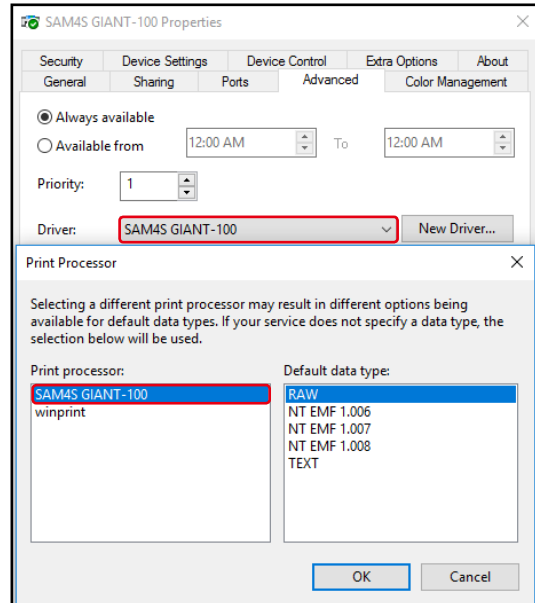 SAM4S GIANT-100 Properties
Security Device Settings Device Control Extra Options About
General Sharing Ports Advanced Color Management
Always available
Available from 12:00 AM To 12:00 AM
Priority: 1
Driver: SAM4S GIANT-100 New Driver...
Print Processor
Selecting a different print processor may result in different options being
available for default data types. If your service does not specify a data type, the
selection below will be used.
Print processor: Default data type:
SAM4S GIANT-100 RAW
winprint NT EMF 1.006
NT EMF 1.007
NT EMF 1.008
TEXT
OK Cancel